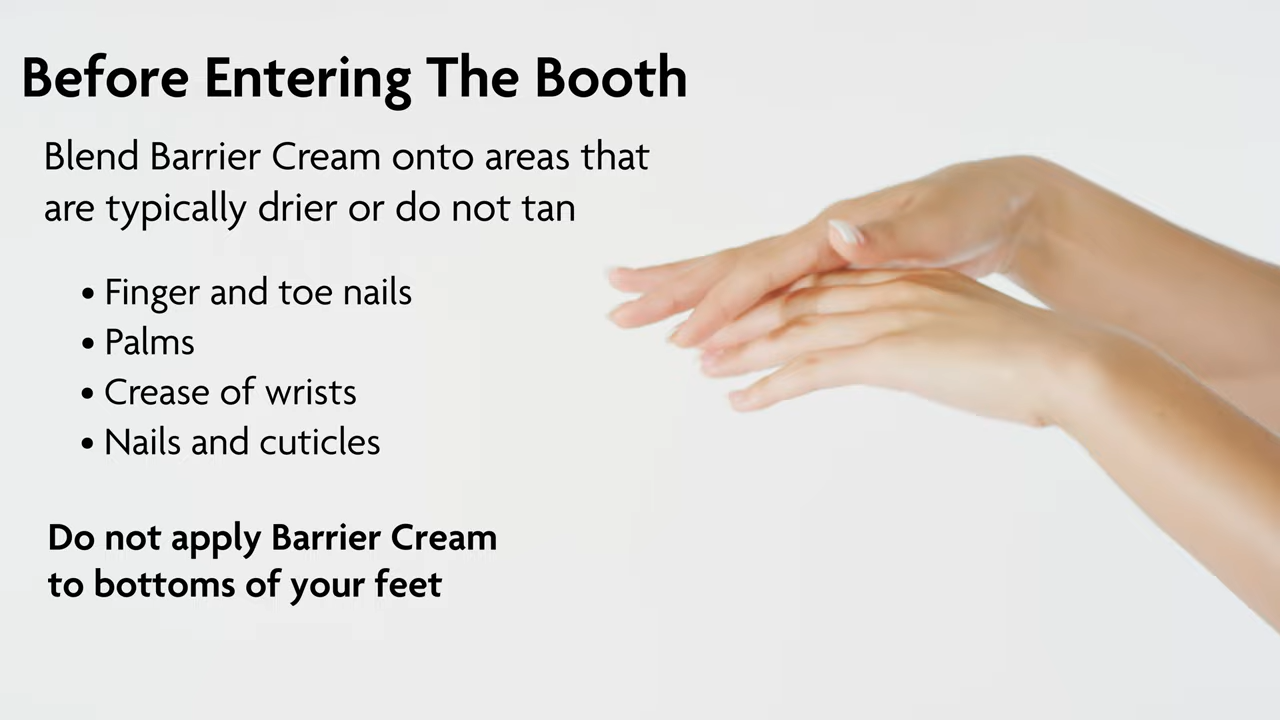 Before Entering The Booth
Blend Barrier Cream onto areas that
are typically drier or do not tan
• Finger and toe nails
• Palms
• Crease of wrists
• Nails and cuticles
Do not apply Barrier Cream
to bottoms of your feet